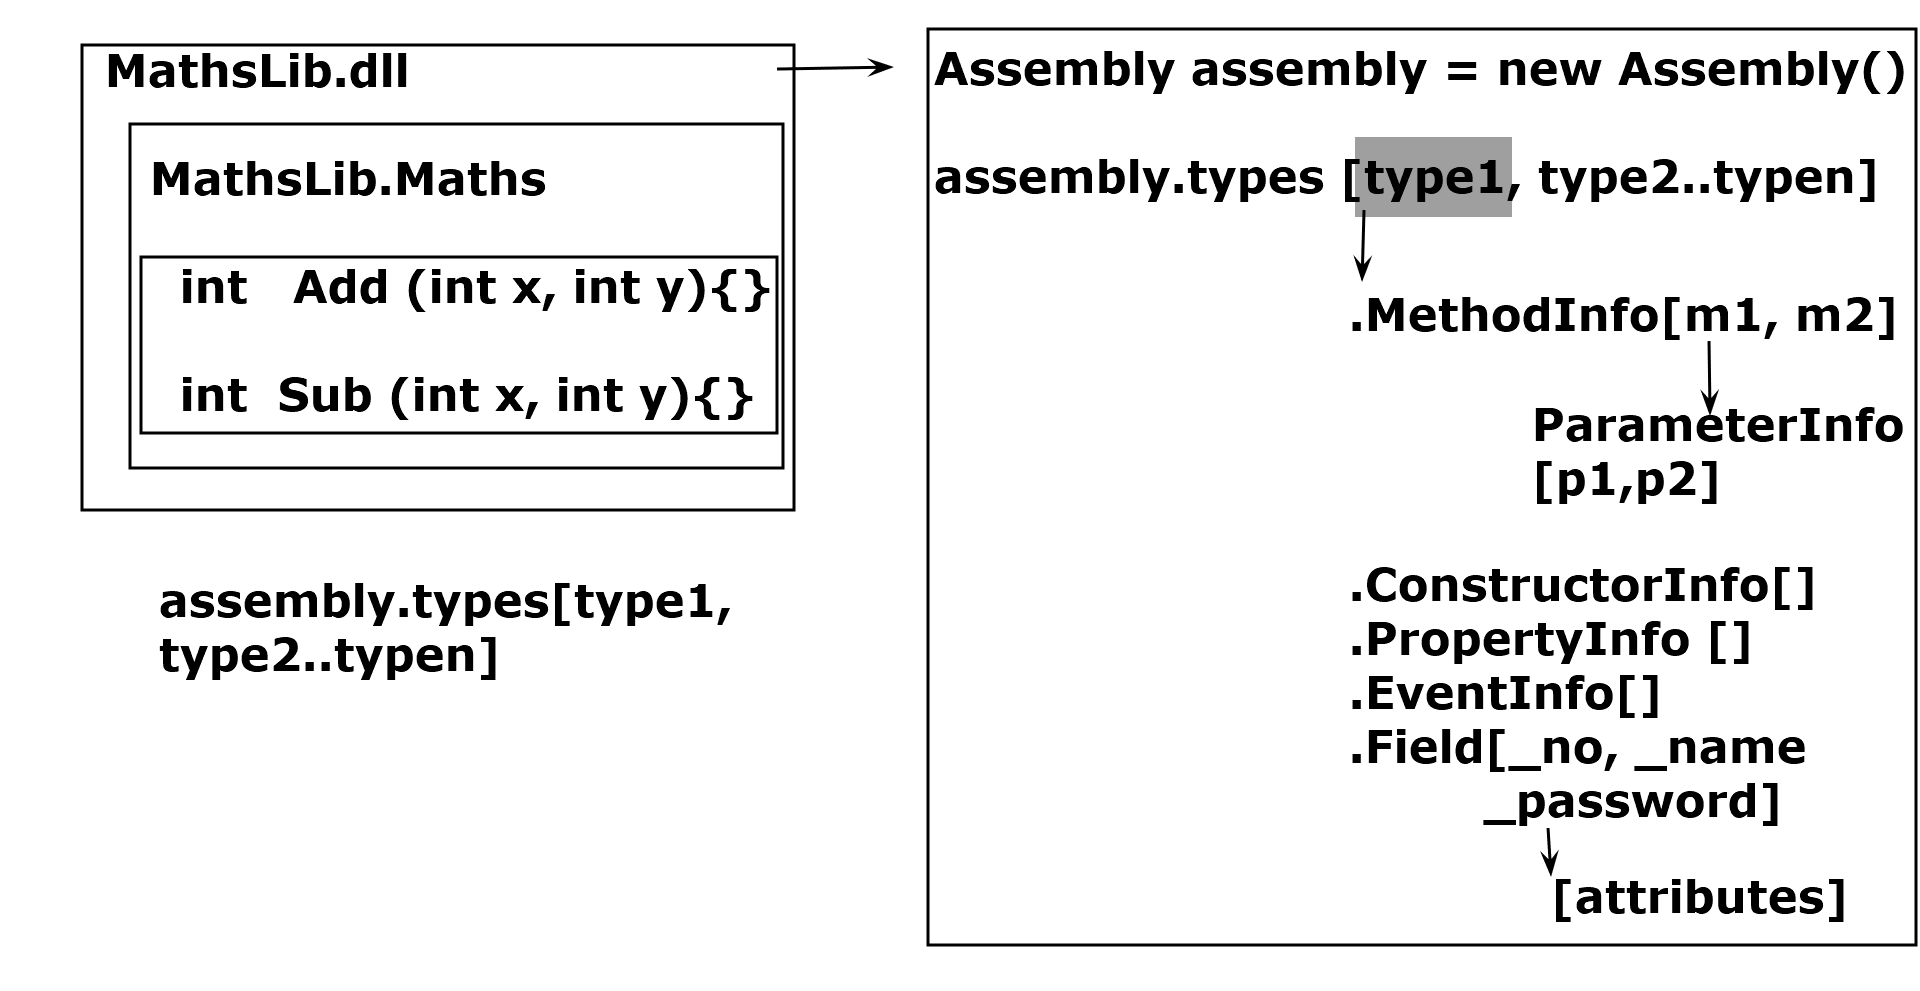 MathsLib.dll
MathsLib.Maths
int   Add (int x, int y){}
int  Sub (int x, int y){}
assembly.types[type1,
type2..typen]
Assembly assembly = new Assembly()
assembly.types [type1, type2..typen]
.MethodInfo[m1, m2]
ParameterInfo
[p1,p2]
.ConstructorInfo[]
.PropertyInfo []
.EventInfo[]
.Field[_no, _name
_password]
[attributes]